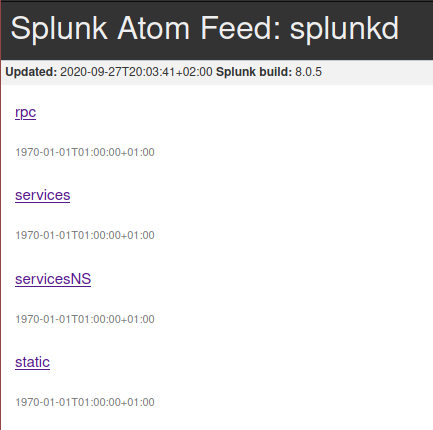 Splunk Atom Feed: splunkd
Updated: 2020-09-27T20:03:41+02:00 Splunk build: 8.0.5
rpc
1970-01-01T01:00:00+01:00
services
1970-01-01T01:00:00+01:00
servicesNS
1970-01-01T01:00:00+01:00
static
1970-01-01T01:00:00+01:00